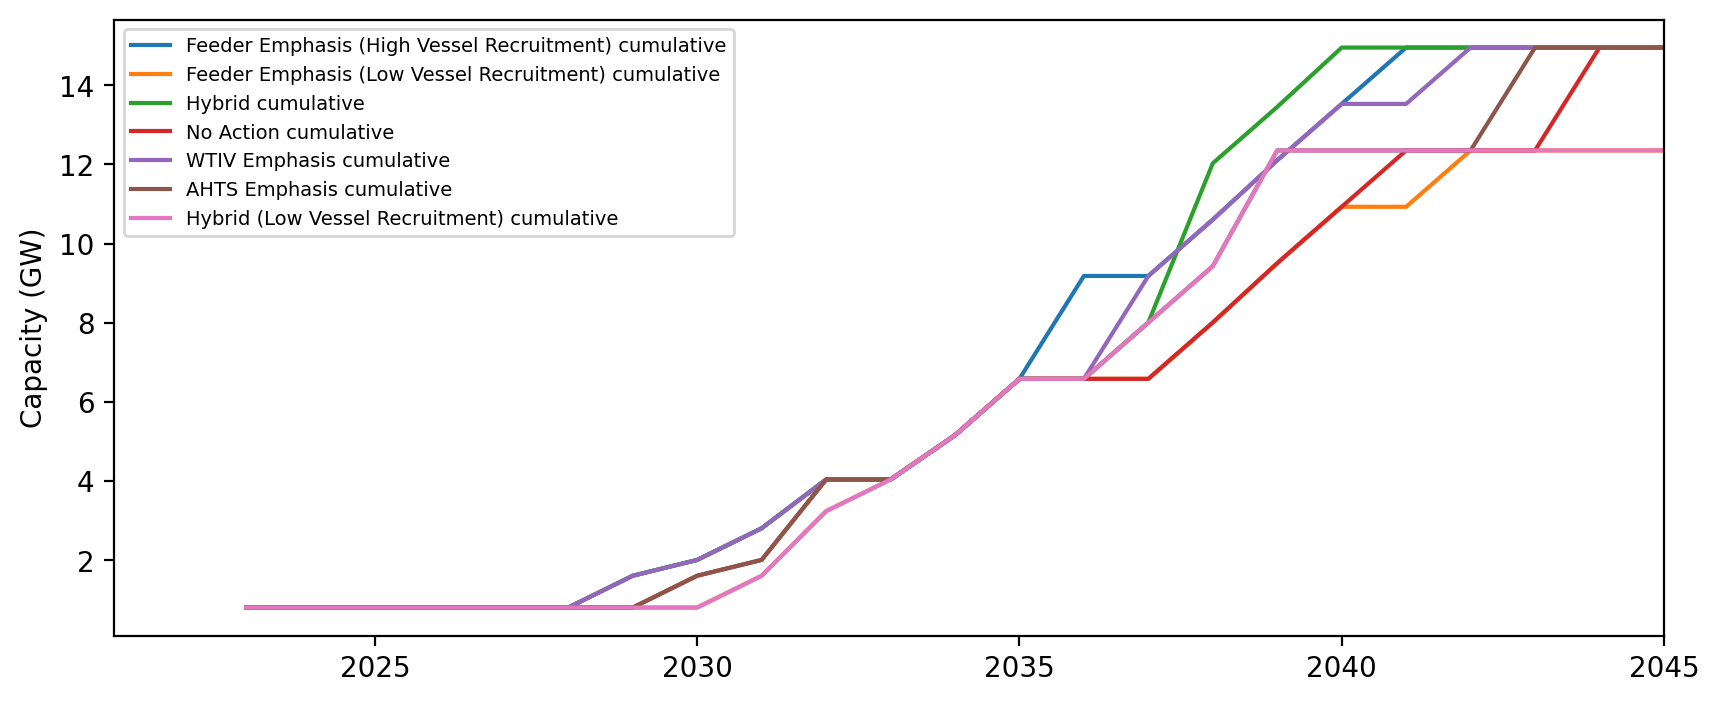 Feeder Emphasis (High Vessel Recruitment) cumulative
Feeder Emphasis (Low Vessel Recruitment) cumulative
Hybrid cumulative
No Action cumulative
WTIV Emphasis cumulative
AHTS Emphasis cumulative
Hybrid (Low Vessel Recruitment) cumulative
Capacity (GW)
14
12
10
8
6
4
2
2025 2030 2035 2040 2045